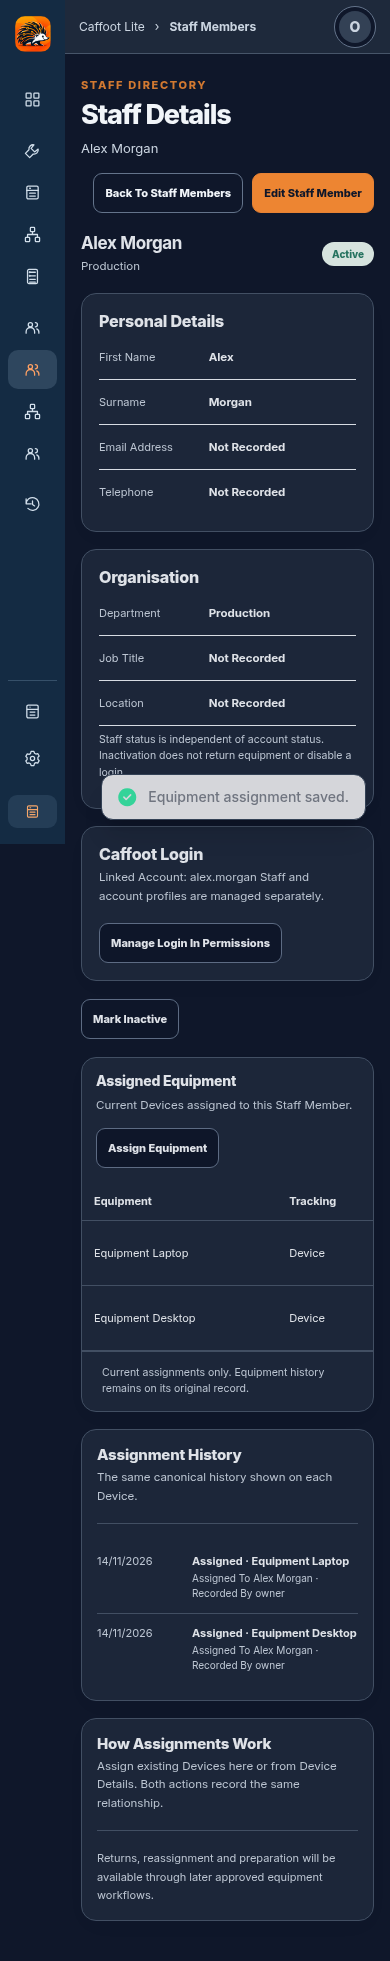 Caffoot Lite › Staff Members
O
STAFF DIRECTORY
Staff Details
Alex Morgan
Back To Staff Members
Edit Staff Member
Alex Morgan
Production
Active
Personal Details
First Name Alex
Surname Morgan
Email Address Not Recorded
Telephone Not Recorded
Organisation
Department Production
Job Title Not Recorded
Location Not Recorded
Staff status is independent of account status.
Inactivation does not return equipment or disable a
login.
Equipment assignment saved.
Caffoot Login
Linked Account: alex.morgan Staff and
account profiles are managed separately.
Manage Login In Permissions
Mark Inactive
Assigned Equipment
Current Devices assigned to this Staff Member.
Assign Equipment
Equipment Tracking
Equipment Laptop Device
Equipment Desktop Device
Current assignments only. Equipment history
remains on its original record.
Assignment History
The same canonical history shown on each
Device.
14/11/2026 Assigned · Equipment Laptop
Assigned To Alex Morgan ·
Recorded By owner
14/11/2026 Assigned · Equipment Desktop
Assigned To Alex Morgan ·
Recorded By owner
How Assignments Work
Assign existing Devices here or from Device
Details. Both actions record the same
relationship.
Returns, reassignment and preparation will be
available through later approved equipment
workflows.